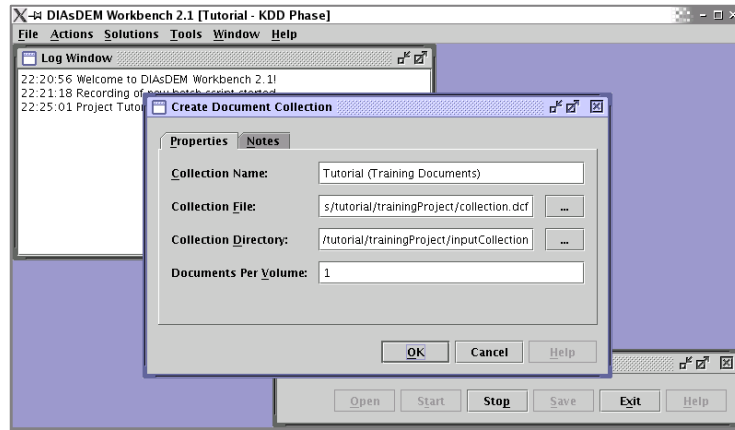 DIAsDEM Workbench 2.1 [Tutorial - KDD Phase]
File Actions Solutions Tools Window Help
Log Window
22:20:56 Welcome to DIAsDEM Workbench 2.1!
22:21:18 Recording of new batch script started
22:25:01 Project Tutor
Create Document Collection
Properties Notes
Collection Name: Tutorial (Training Documents)
Collection File: s/tutorial/trainingProject/collection.dcf ...
Collection Directory: /tutorial/trainingProject/inputCollection ...
Documents Per Volume: 1
OK Cancel Help
Open Start Stop Save Exit Help